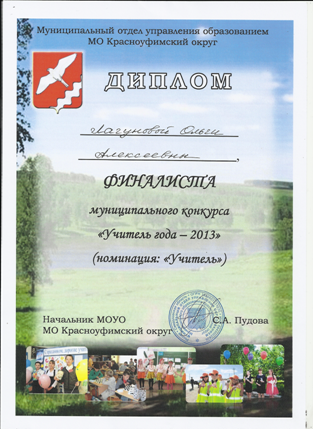 Муниципальный отдел управления образованием
МО Красноуфимский округ
ДИПЛОМ
Лагуновой Ольги
Алексеевны,
ФИНАЛИСТА
муниципального конкурса
«Учитель года – 2013»
(номинация: «Учитель»)
Начальник МОУО
МО Красноуфимский округ
С.А. Пудова